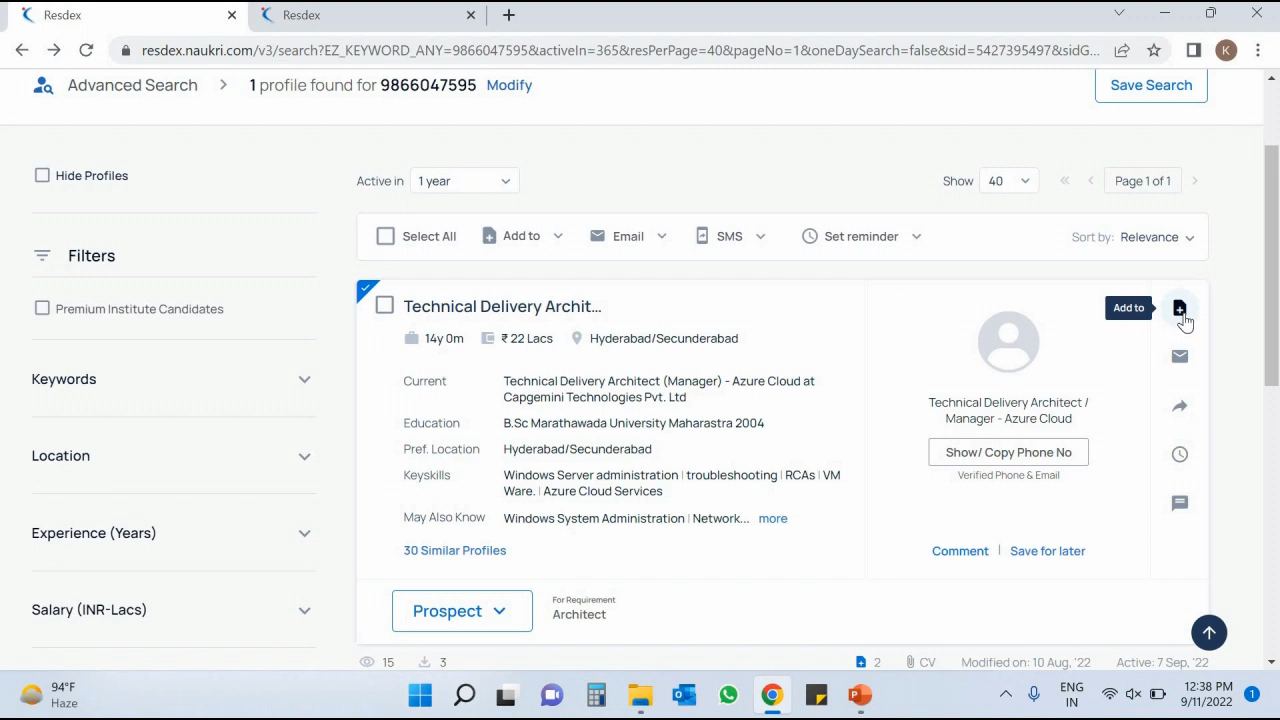 Resdex
Resdex
resdex.naukri.com/v3/search?EZ_KEYWORD_ANY=9866047595&activeIn=365&resPerPage=40&pageNo=1&oneDaySearch=false&sid=5427395497&sidG...
K
Advanced Search > 1 profile found for 9866047595 Modify
Save Search
Hide Profiles
Filters
Premium Institute Candidates
Keywords
Location
Experience (Years)
Salary (INR-Lacs)
Active in 1 year
Show 40 Page 1 of 1
Select All Add to Email SMS Set reminder
Sort by: Relevance
Technical Delivery Archit...
14y 0m ₹ 22 Lacs Hyderabad/Secunderabad
Current Technical Delivery Architect (Manager) - Azure Cloud at
Capgemini Technologies Pvt. Ltd
Education B.Sc Marathawada University Maharastra 2004
Pref. Location Hyderabad/Secunderabad
Keyskills Windows Server administration | troubleshooting | RCAs | VM
Ware. | Azure Cloud Services
May Also Know Windows System Administration | Network... more
30 Similar Profiles
Add to
Technical Delivery Architect /
Manager - Azure Cloud
Show/ Copy Phone No
Verified Phone & Email
Comment | Save for later
Prospect
For Requirement
Architect
15 3
2 CV Modified on: 10 Aug, '22 Active: 7 Sep, '22
94°F
Haze
ENG
IN
12:38 PM
9/11/2022
1